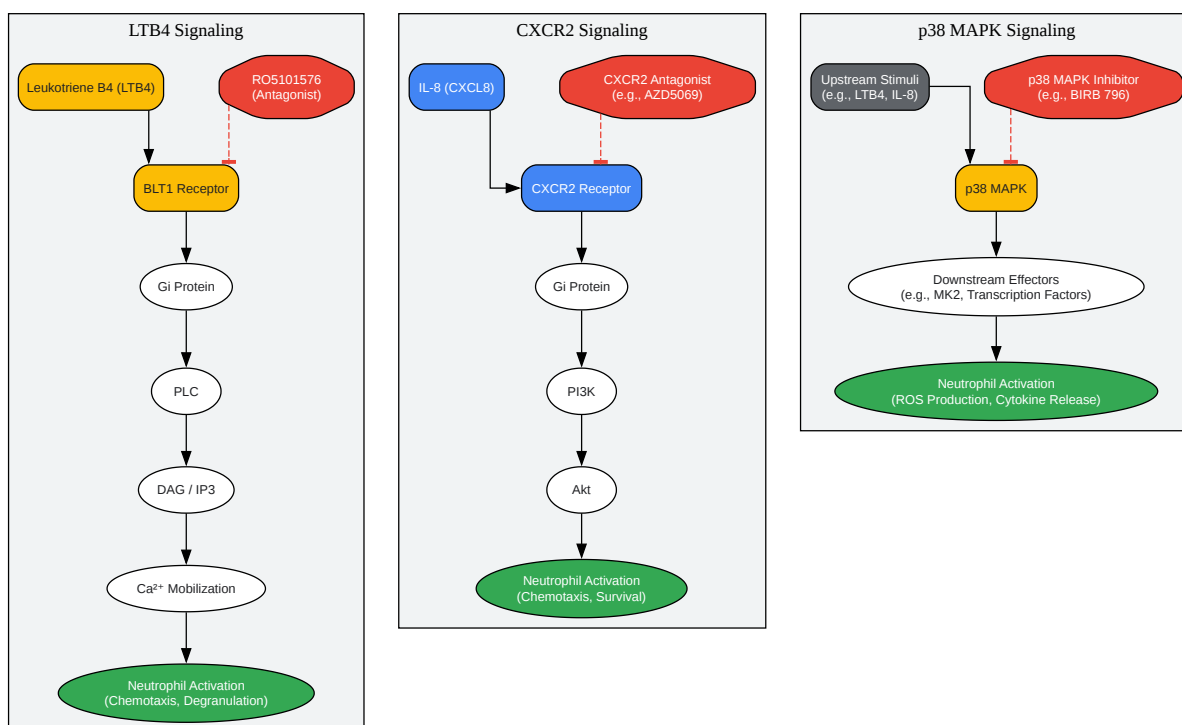 LTB4 Signaling
Leukotriene B4 (LTB4)
RO5101576
(Antagonist)
BLT1 Receptor
Gi Protein
PLC
DAG / IP3
Ca²⁺ Mobilization
Neutrophil Activation
(Chemotaxis, Degranulation)
CXCR2 Signaling
IL-8 (CXCL8)
CXCR2 Antagonist
(e.g., AZD5069)
CXCR2 Receptor
Gi Protein
PI3K
Akt
Neutrophil Activation
(Chemotaxis, Survival)
p38 MAPK Signaling
Upstream Stimuli
(e.g., LTB4, IL-8)
p38 MAPK Inhibitor
(e.g., BIRB 796)
p38 MAPK
Downstream Effectors
(e.g., MK2, Transcription Factors)
Neutrophil Activation
(ROS Production, Cytokine Release)